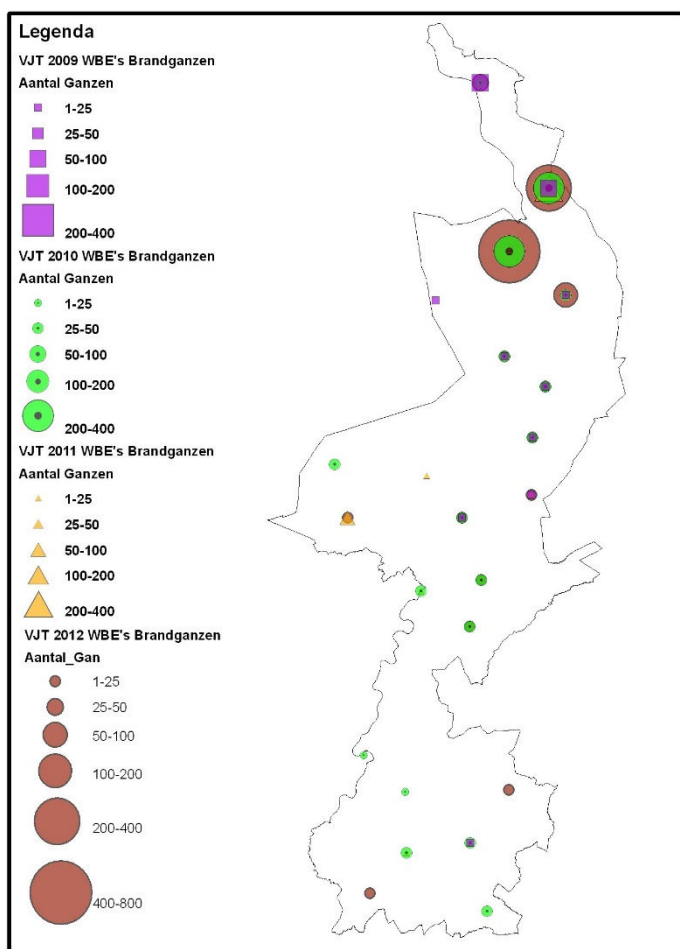 Legenda
VJT 2009 WBE's Brandganzen
Aantal Ganzen
1-25
25-50
50-100
100-200
200-400
VJT 2010 WBE's Brandganzen
Aantal Ganzen
1-25
25-50
50-100
100-200
200-400
VJT 2011 WBE's Brandganzen
Aantal Ganzen
1-25
25-50
50-100
100-200
200-400
VJT 2012 WBE's Brandganzen
Aantal_Gan
1-25
25-50
50-100
100-200
200-400
400-800